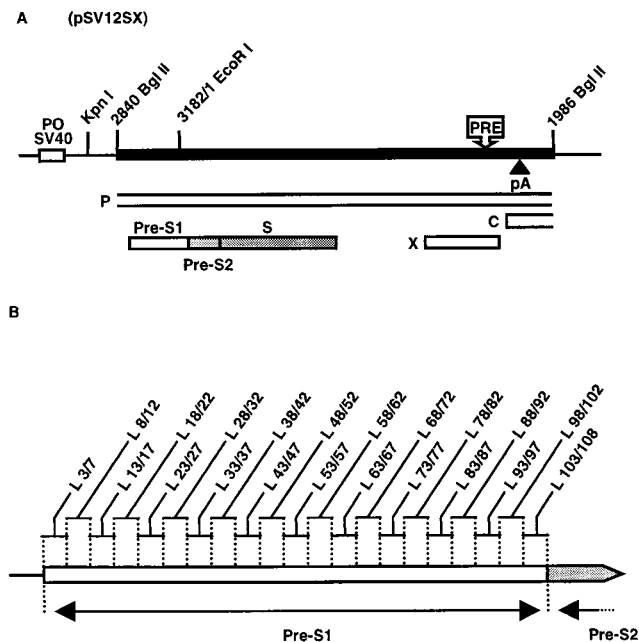 A (pSV12SX)
PO
SV40
Kpn I
2840 Bgl II
3182/1 EcoR I
PRE
1986 Bgl II
pA
P
C
Pre-S1
S
X
Pre-S2
B
L 3/7
L 8/12
L 13/17
L 18/22
L 23/27
L 28/32
L 33/37
L 38/42
L 43/47
L 48/52
L 53/57
L 58/62
L 63/67
L 68/72
L 73/77
L 78/82
L 83/87
L 88/92
L 93/97
L 98/102
L 103/108
Pre-S1
Pre-S2